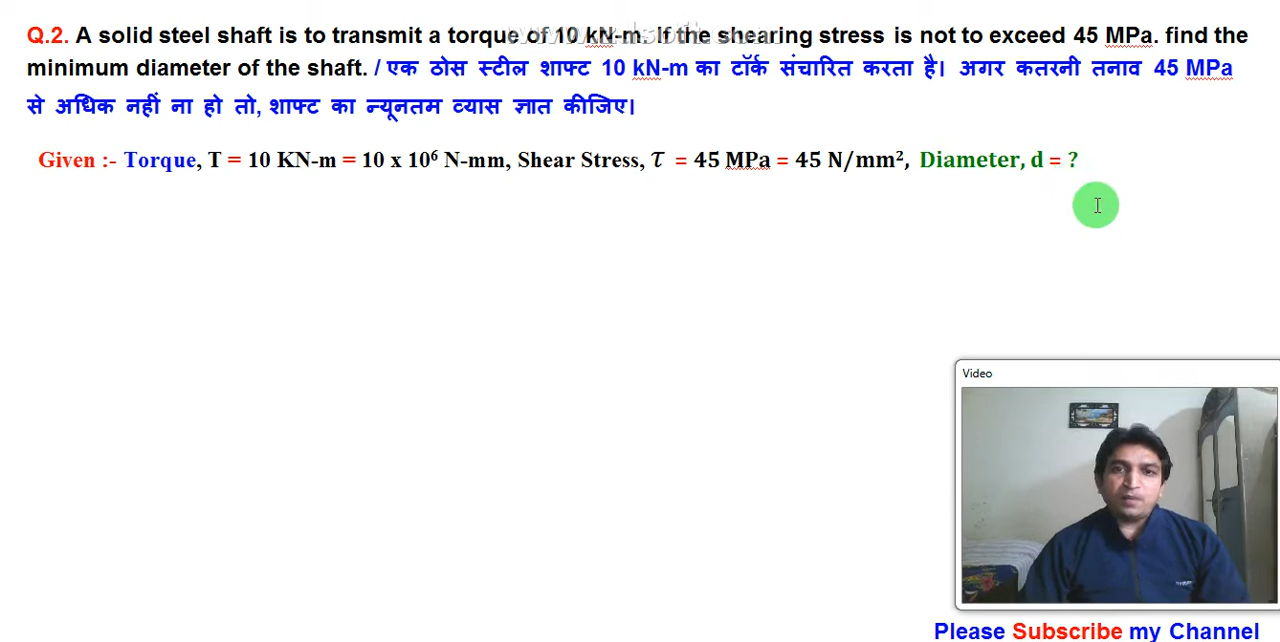 Q.2. A solid steel shaft is to transmit a torque of 10 kN-m. If the shearing stress is not to exceed 45 MPa. find the
minimum diameter of the shaft. / एक ठोस स्टील शाफ्ट 10 kN-m का टॉर्क संचारित करता है। अगर कतरनी तनाव 45 MPa
से अधिक नहीं ना हो तो, शाफ्ट का न्यूनतम व्यास ज्ञात कीजिए।
Given :- Torque, T = 10 KN-m = 10 x 10⁶ N-mm, Shear Stress, τ = 45 MPa = 45 N/mm², Diameter, d = ?
Video
Please Subscribe my Channel